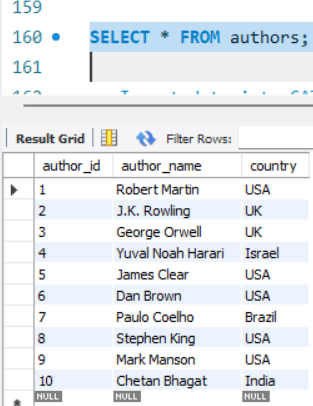 159
160 SELECT * FROM authors;
161
Result Grid Filter Rows:
author_id author_name country
1 Robert Martin USA
2 J.K. Rowling UK
3 George Orwell UK
4 Yuval Noah Harari Israel
5 James Clear USA
6 Dan Brown USA
7 Paulo Coelho Brazil
8 Stephen King USA
9 Mark Manson USA
10 Chetan Bhagat India
NULL NULL NULL